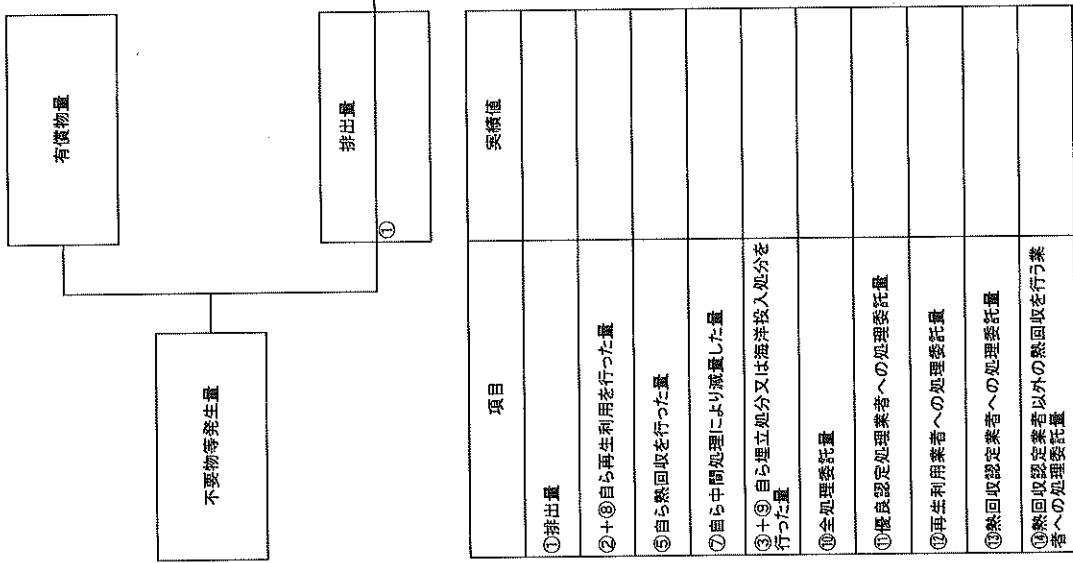 不要物等発生量
有償物量
排出量
①
項目
実績値
①排出量
②+⑧自ら再生利用を行った量
⑤自ら熱回収を行った量
⑦自ら中間処理により減量した量
③+⑨ 自ら埋立処分又は海洋投入処分を
行った量
⑩全処理委託量
⑪優良認定処理業者への処理委託量
⑫再生利用業者への処理委託量
⑬熱回収認定業者への処理委託量
⑭熱回収認定業者以外の熱回収を行う業
者への処理委託量